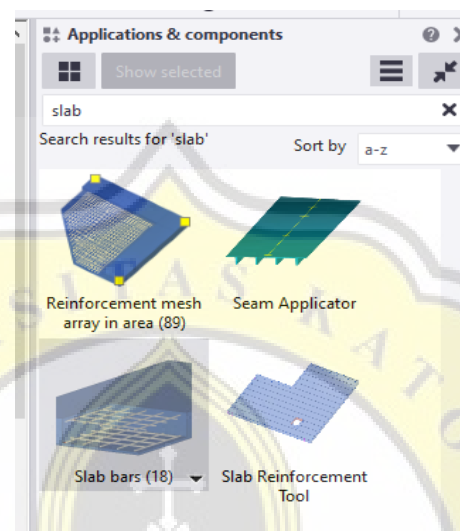 Applications & components
Show selected
slab
Search results for 'slab'
Sort by a-z
Reinforcement mesh
array in area (89)
Seam Applicator
Slab bars (18)
Slab Reinforcement
Tool